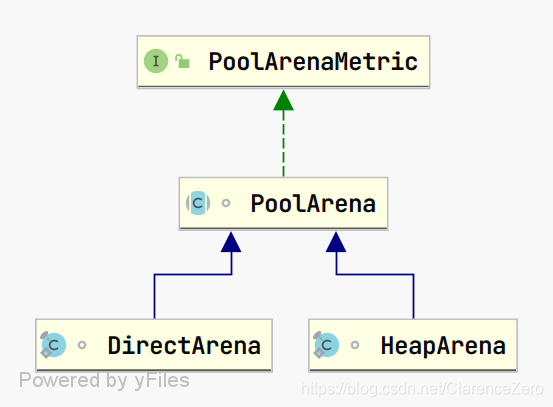 I PoolArenaMetric
C PoolArena
C DirectArena
C HeapArena
Powered by yFiles
https://blog.csdn.net/ClarenceZero